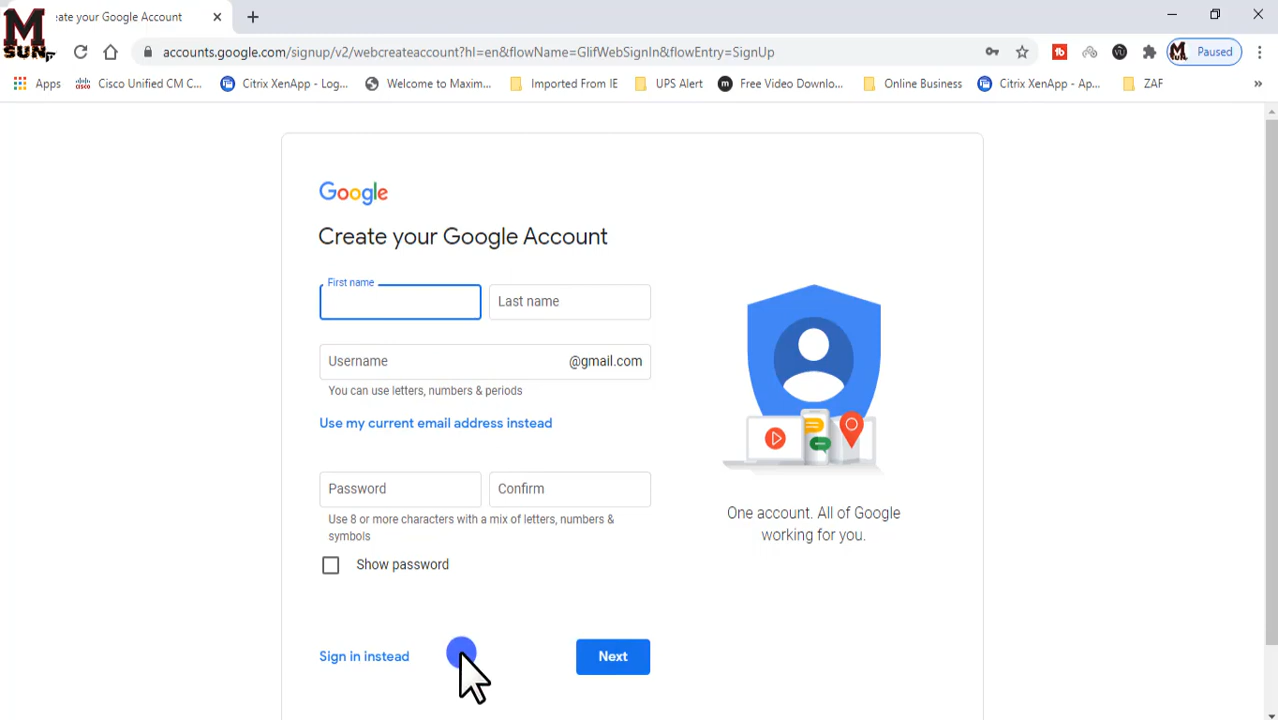 M
SUN
eate your Google Account
accounts.google.com/signup/v2/webcreateaccount?hl=en&flowName=GlifWebSignIn&flowEntry=SignUp
Paused
Apps
Cisco Unified CM C...
Citrix XenApp - Log...
Welcome to Maxim...
Imported From IE
UPS Alert
Free Video Downlo...
Online Business
Citrix XenApp - Ap...
ZAF
Google
Create your Google Account
First name
Last name
Username
@gmail.com
You can use letters, numbers & periods
Use my current email address instead
Password
Confirm
Use 8 or more characters with a mix of letters, numbers &
symbols
Show password
One account. All of Google
working for you.
Sign in instead
Next